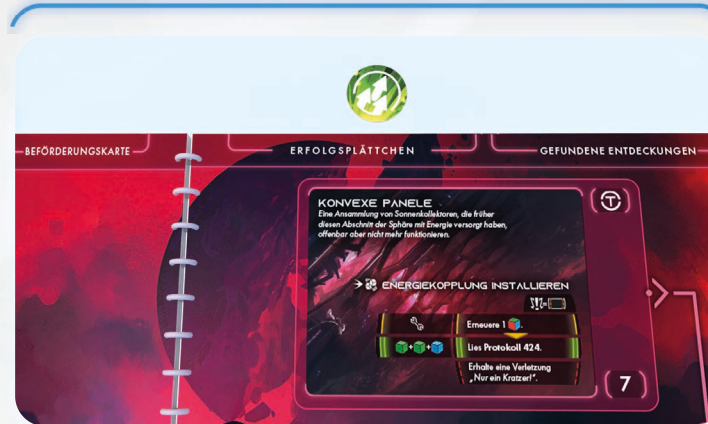 BEFÖRDERUNGSKARTE
ERFOLGSPLÄTTCHEN
GEFUNDENE ENTDECKUNGEN
KONVEXE PANELE
Eine Ansammlung von Sonnenkollektoren, die früher
diesen Abschnitt der Sphäre mit Energie versorgt haben,
offenbar aber nicht mehr funktionieren.
T
ENERGIEKOPPLUNG INSTALLIEREN
Erneuere 1
+ +
Lies Protokoll 424.
Erhalte eine Verletzung
„Nur ein Kratzer!“.
7